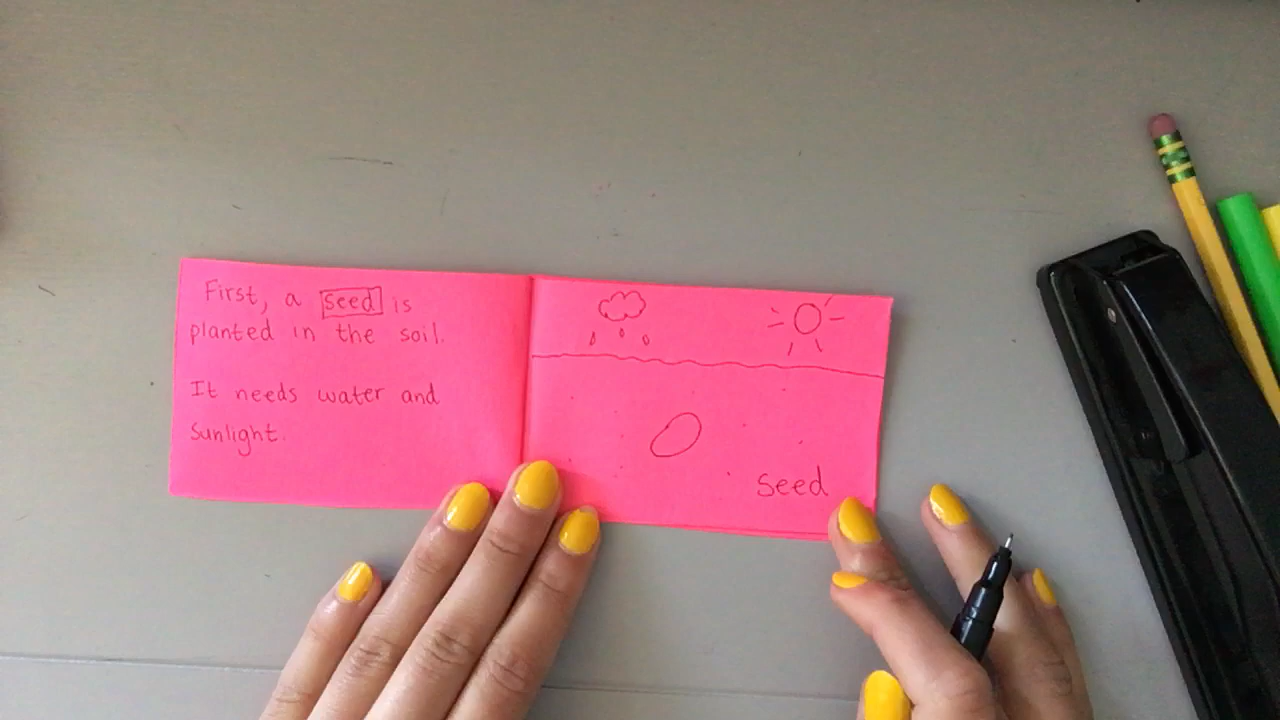 First, a seed is
planted in the soil.
It needs water and
sunlight.
seed